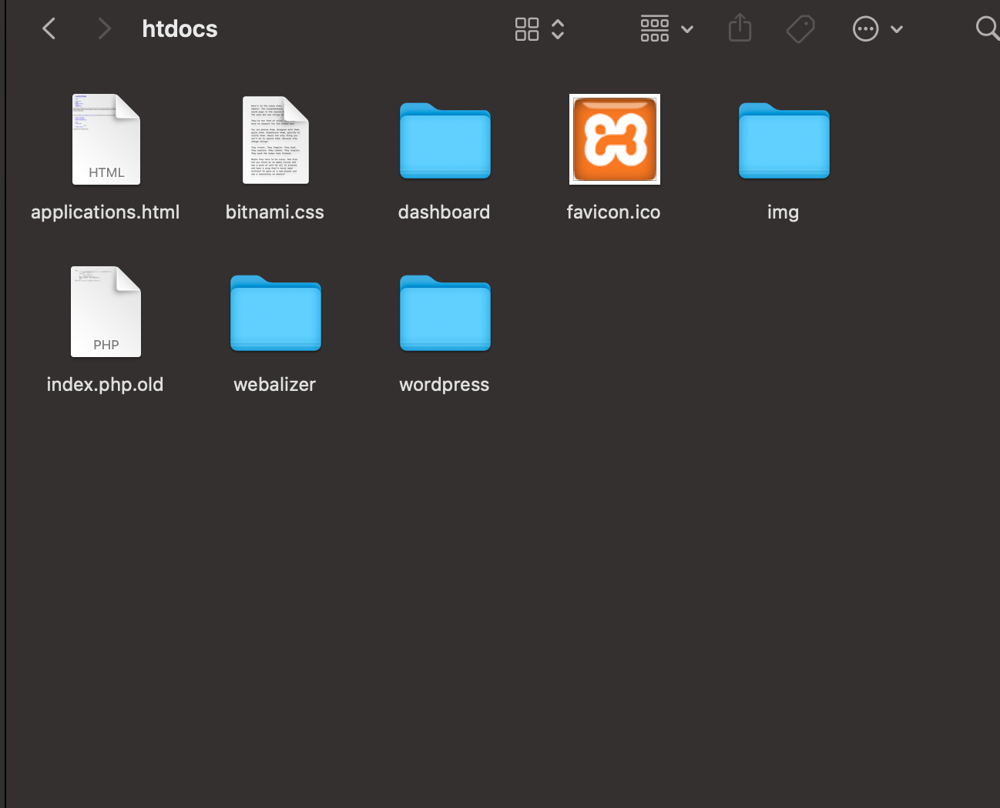 htdocs
HTML
applications.html
bitnami.css
dashboard
favicon.ico
img
PHP
index.php.old
webalizer
wordpress